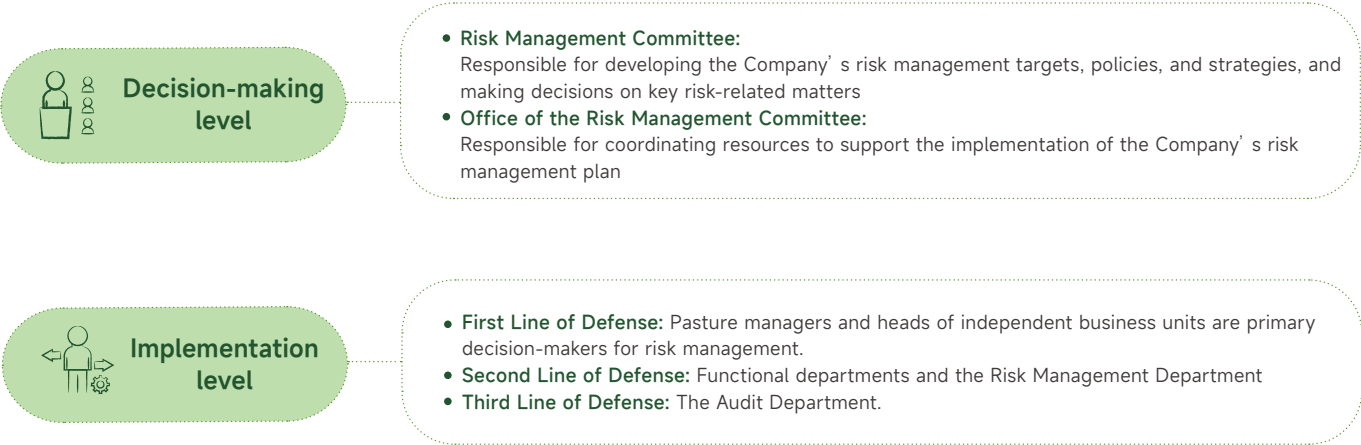 Decision-making
level
• Risk Management Committee:
Responsible for developing the Company’ s risk management targets, policies, and strategies, and
making decisions on key risk-related matters
• Office of the Risk Management Committee:
Responsible for coordinating resources to support the implementation of the Company’ s risk
management plan
Implementation
level
• First Line of Defense: Pasture managers and heads of independent business units are primary
decision-makers for risk management.
• Second Line of Defense: Functional departments and the Risk Management Department
• Third Line of Defense: The Audit Department.